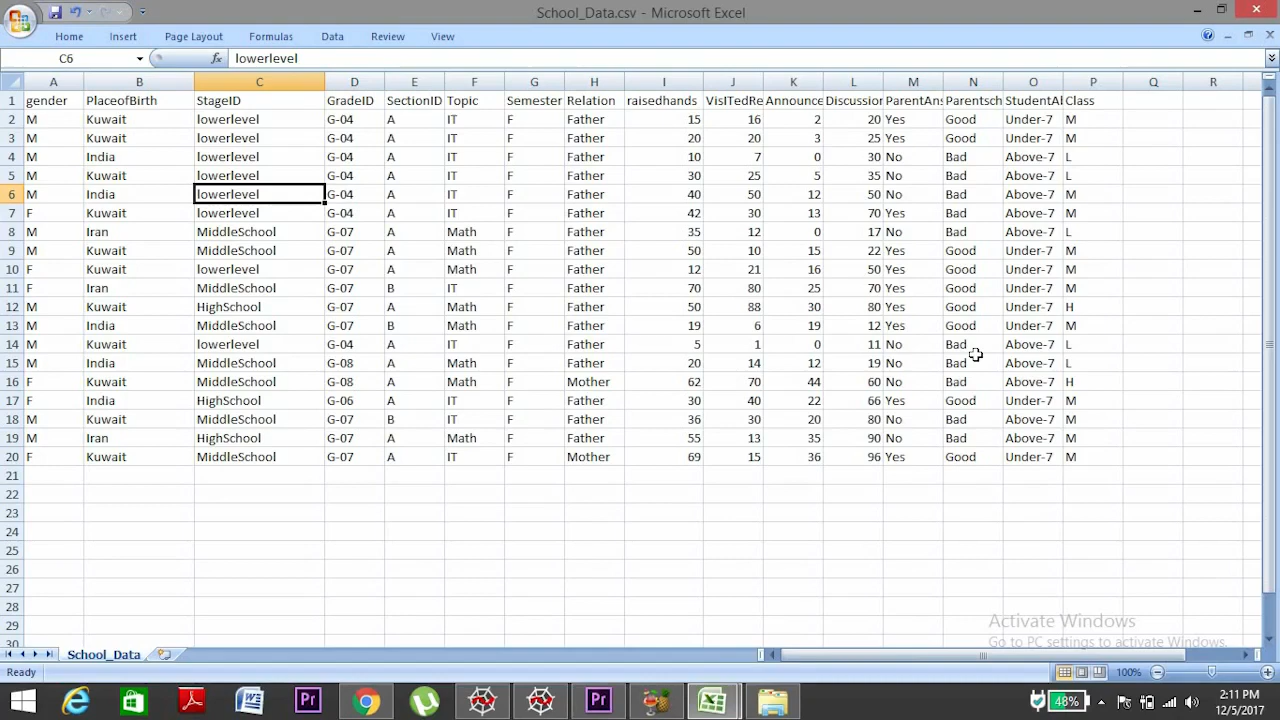 School_Data.csv - Microsoft Excel
Home Insert Page Layout Formulas Data Review View
C6 fx lowerlevel
A B C D E F G H I J K L M N O P Q R
1 gender PlaceofBirth StageID GradeID SectionID Topic Semester Relation raisedhands VisITedRe Announce Discussion ParentAns Parentsch StudentAl Class
2 M Kuwait lowerlevel G-04 A IT F Father 15 16 2 20 Yes Good Under-7 M
3 M Kuwait lowerlevel G-04 A IT F Father 20 20 3 25 Yes Good Under-7 M
4 M India lowerlevel G-04 A IT F Father 10 7 0 30 No Bad Above-7 L
5 M Kuwait lowerlevel G-04 A IT F Father 30 25 5 35 No Bad Above-7 L
6 M India lowerlevel G-04 A IT F Father 40 50 12 50 No Bad Above-7 M
7 F Kuwait lowerlevel G-04 A IT F Father 42 30 13 70 Yes Bad Above-7 M
8 M Iran MiddleSchool G-07 A Math F Father 35 12 0 17 No Bad Above-7 L
9 M Kuwait MiddleSchool G-07 A Math F Father 50 10 15 22 Yes Good Under-7 M
10 F Kuwait lowerlevel G-07 A Math F Father 12 21 16 50 Yes Good Under-7 M
11 F Iran MiddleSchool G-07 B IT F Father 70 80 25 70 Yes Good Under-7 M
12 M Kuwait HighSchool G-07 A Math F Father 50 88 30 80 Yes Good Under-7 H
13 M India MiddleSchool G-07 B Math F Father 19 6 19 12 Yes Good Under-7 M
14 M Kuwait lowerlevel G-07 A IT F Father 5 1 0 11 No Bad Above-7 L
15 M India MiddleSchool G-08 A Math F Father 20 14 12 19 No Bad Above-7 L
16 F Kuwait MiddleSchool G-08 A Math F Mother 62 70 44 60 No Bad Above-7 H
17 F India HighSchool G-06 A IT F Father 30 40 22 66 Yes Good Under-7 M
18 M Kuwait MiddleSchool G-07 B IT F Father 36 30 20 80 No Bad Above-7 M
19 M Iran HighSchool G-07 A Math F Father 55 13 35 90 No Bad Above-7 M
20 F Kuwait MiddleSchool G-07 A IT F Mother 69 15 36 96 Yes Good Under-7 M
21
22
23
24
25
26
27
28
29
30
Activate Windows
Go to PC settings to activate Windows.
School_Data
Ready 100%
48% 2:11 PM
12/5/2017